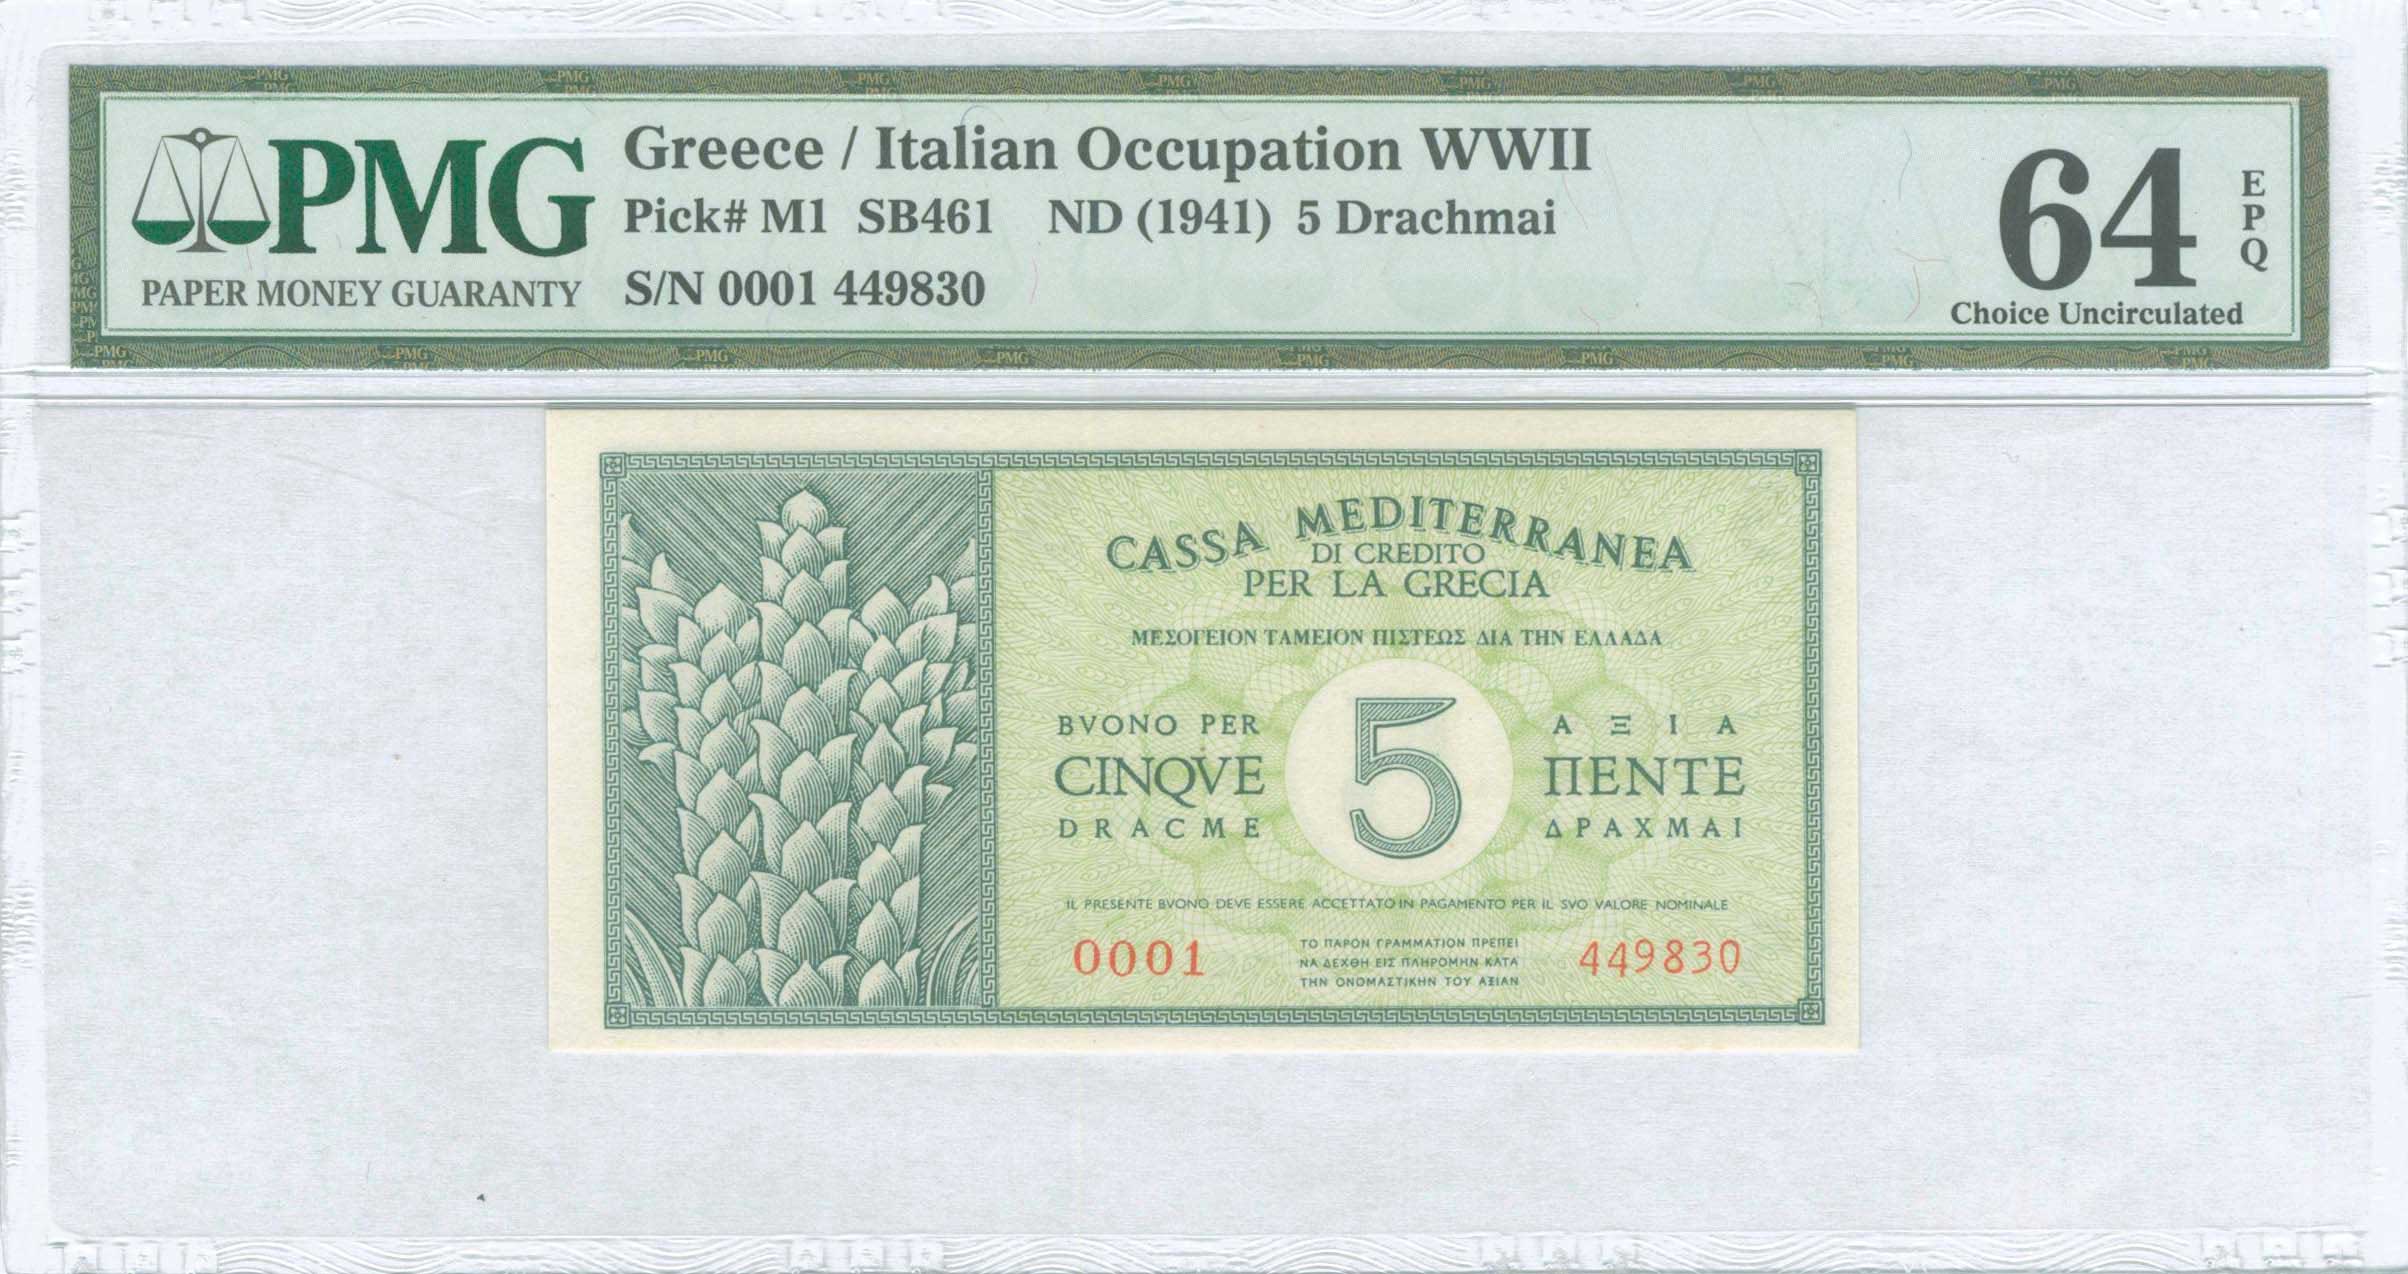 PMG
PAPER MONEY GUARANTY
Greece / Italian Occupation WWII
Pick# M1 SB461 ND (1941) 5 Drachmai
S/N 0001 449830
64
EPQ
Choice Uncirculated
CASSA MEDITERRANEA
DI CREDITO
PER LA GRECIA
ΜΕΣΟΓΕΙΟΝ ΤΑΜΕΙΟΝ ΠΙΣΤΕΩΣ ΔΙΑ ΤΗΝ ΕΛΛΑΔΑ
BVONO PER
CINQVE
DRACME
5
ΑΞΙΑ
ΠΕΝΤΕ
ΔΡΑΧΜΑΙ
IL PRESENTE BVONO DEVE ESSERE ACCETTATO IN PAGAMENTO PER IL SVO VALORE NOMINALE
0001
ΤΟ ΠΑΡΟΝ ΓΡΑΜΜΑΤΙΟΝ ΠΡΕΠΕΙ
ΝΑ ΔΕΧΘΗ ΕΙΣ ΠΛΗΡΟΜΗΝ ΚΑΤΑ
ΤΗΝ ΟΝΟΜΑΣΤΙΚΗΝ ΤΟΥ ΑΞΙΑΝ
449830